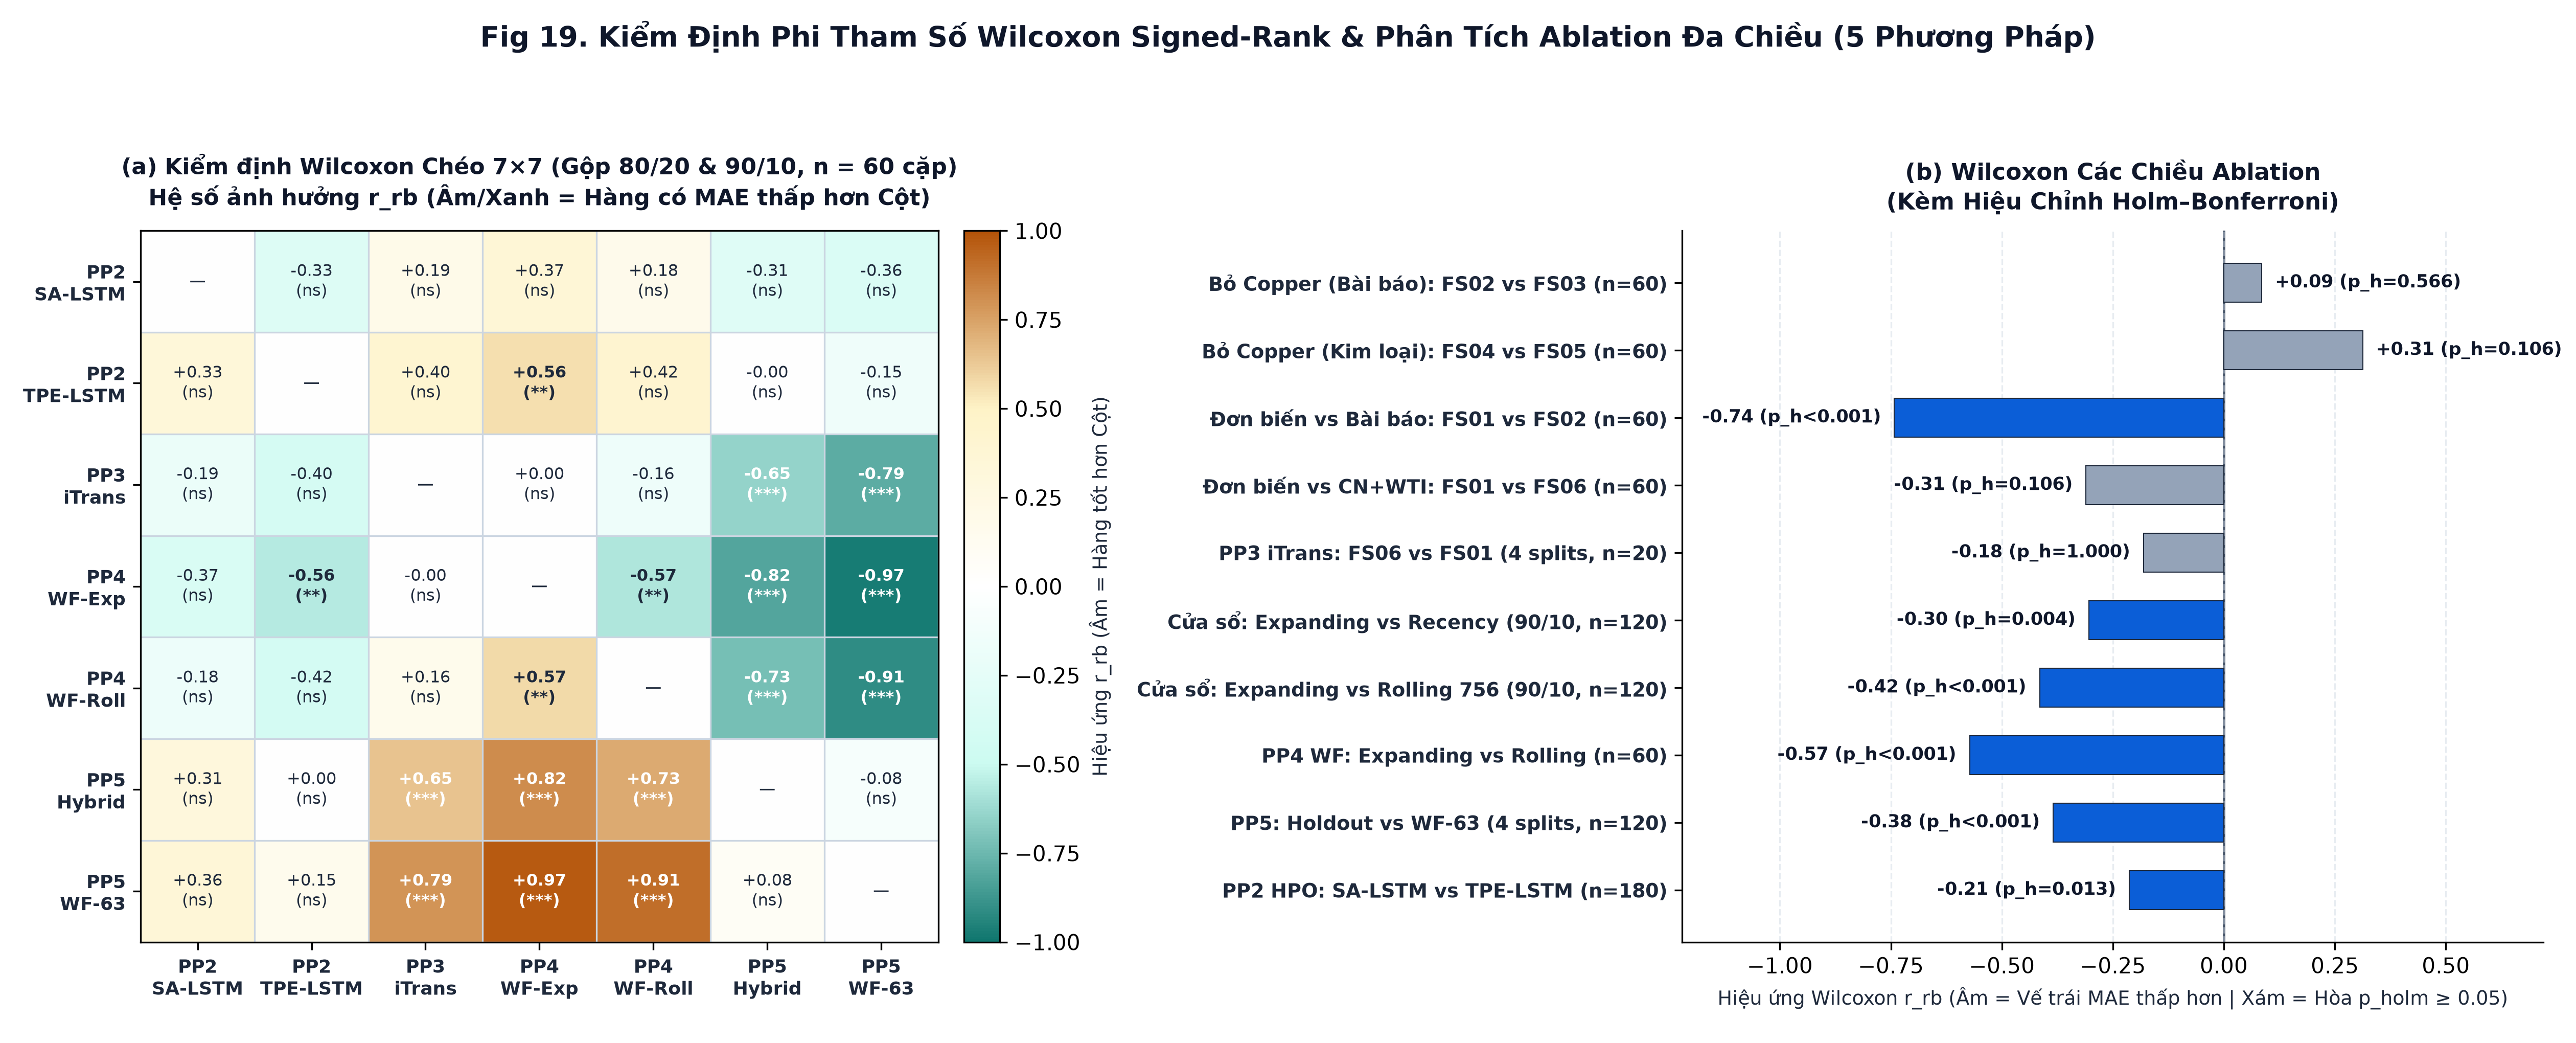 Fig 19. Kiểm Định Phi Tham Số Wilcoxon Signed-Rank & Phân Tích Ablation Đa Chiều (5 Phương Pháp)
(a) Kiểm định Wilcoxon Chéo 7×7 (Gộp 80/20 & 90/10, n = 60 cặp)
Hệ số ảnh hưởng r_rb (Âm/Xanh = Hàng có MAE thấp hơn Cột)
PP2
SA-LSTM
— -0.33 +0.19 +0.37 +0.18 -0.31 -0.36
(ns) (ns) (ns) (ns) (ns) (ns)
PP2
TPE-LSTM
+0.33 — +0.40 +0.56 +0.42 -0.00 -0.15
(ns) (ns) (**) (ns) (ns) (ns)
PP3
iTrans
-0.19 -0.40 — +0.00 -0.16 -0.65 -0.79
(ns) (ns) (ns) (ns) (***) (***)
PP4
WF-Exp
-0.37 -0.56 -0.00 — -0.57 -0.82 -0.97
(ns) (**) (ns) (**) (***) (***)
PP4
WF-Roll
-0.18 -0.42 +0.16 +0.57 — -0.73 -0.91
(ns) (ns) (ns) (**) (***) (***)
PP5
Hybrid
+0.31 +0.00 +0.65 +0.82 +0.73 — -0.08
(ns) (ns) (***) (***) (***) (ns)
PP5
WF-63
+0.36 +0.15 +0.79 +0.97 +0.91 +0.08 —
(ns) (ns) (***) (***) (***) (ns)
PP2 PP2 PP3 PP4 PP4 PP5 PP5
SA-LSTM TPE-LSTM iTrans WF-Exp WF-Roll Hybrid WF-63
1.00
0.75
0.50
0.25
0.00
−0.25
−0.50
−0.75
−1.00
Hiệu ứng r_rb (Âm = Hàng tốt hơn Cột)
(b) Wilcoxon Các Chiều Ablation
(Kèm Hiệu Chỉnh Holm–Bonferroni)
Bỏ Copper (Bài báo): FS02 vs FS03 (n=60) +0.09 (p_h=0.566)
Bỏ Copper (Kim loại): FS04 vs FS05 (n=60) +0.31 (p_h=0.106)
Đơn biến vs Bài báo: FS01 vs FS02 (n=60) -0.74 (p_h<0.001)
Đơn biến vs CN+WTI: FS01 vs FS06 (n=60) -0.31 (p_h=0.106)
PP3 iTrans: FS06 vs FS01 (4 splits, n=20) -0.18 (p_h=1.000)
Cửa sổ: Expanding vs Recency (90/10, n=120) -0.30 (p_h=0.004)
Cửa sổ: Expanding vs Rolling 756 (90/10, n=120) -0.42 (p_h<0.001)
PP4 WF: Expanding vs Rolling (n=60) -0.57 (p_h<0.001)
PP5: Holdout vs WF-63 (4 splits, n=120) -0.38 (p_h<0.001)
PP2 HPO: SA-LSTM vs TPE-LSTM (n=180) -0.21 (p_h=0.013)
−1.00 −0.75 −0.50 −0.25 0.00 0.25 0.50
Hiệu ứng Wilcoxon r_rb (Âm = Vế trái MAE thấp hơn | Xám = Hòa p_holm ≥ 0.05)